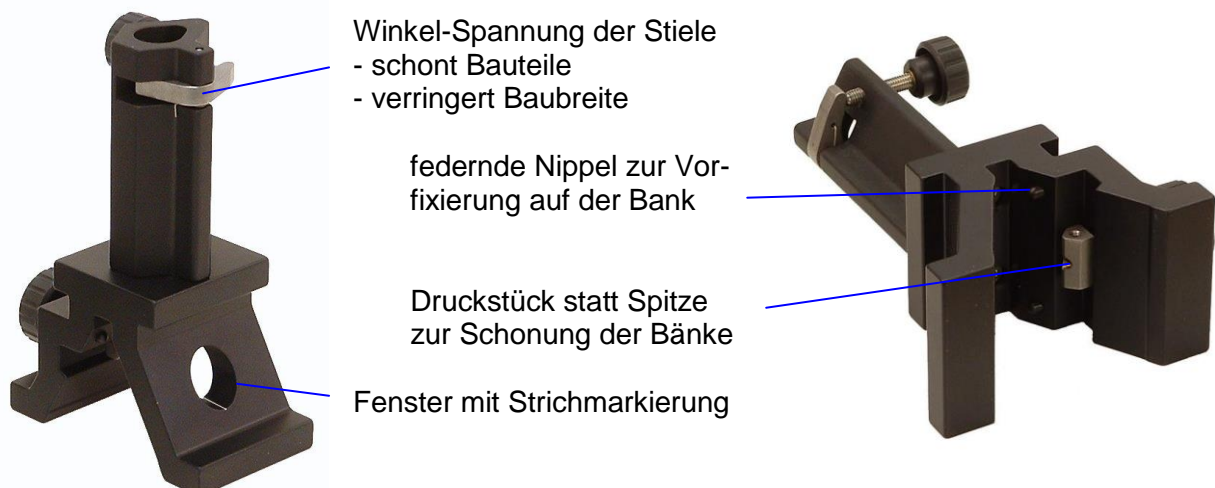 Winkel-Spannung der Stiele
- schont Bauteile
- verringert Baubreite
federnde Nippel zur Vor-
fixierung auf der Bank
Druckstück statt Spitze
zur Schonung der Bänke
Fenster mit Strichmarkierung